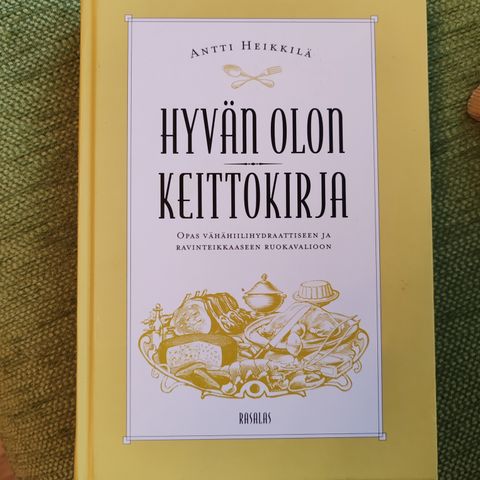 Antti Heikkilä
HYVÄN OLON
KEITTOKIRJA
Opas vähähiilihydraattiseen ja
ravinteikkaaseen ruokavalioon
RASALAS